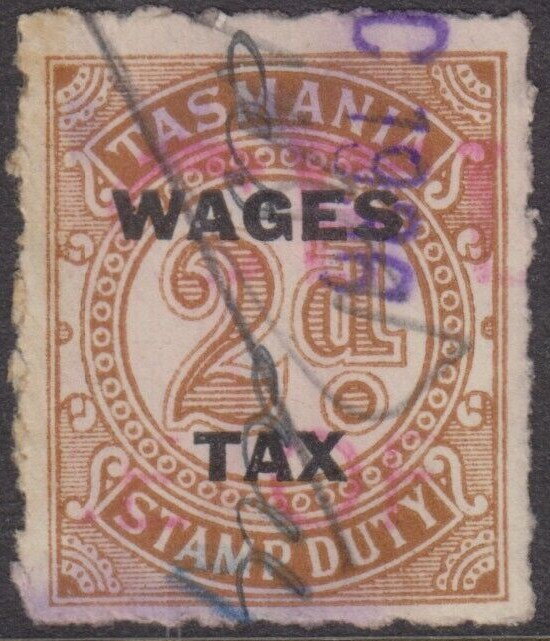 TASMANIA
WAGES
2d.
TAX
STAMP DUTY